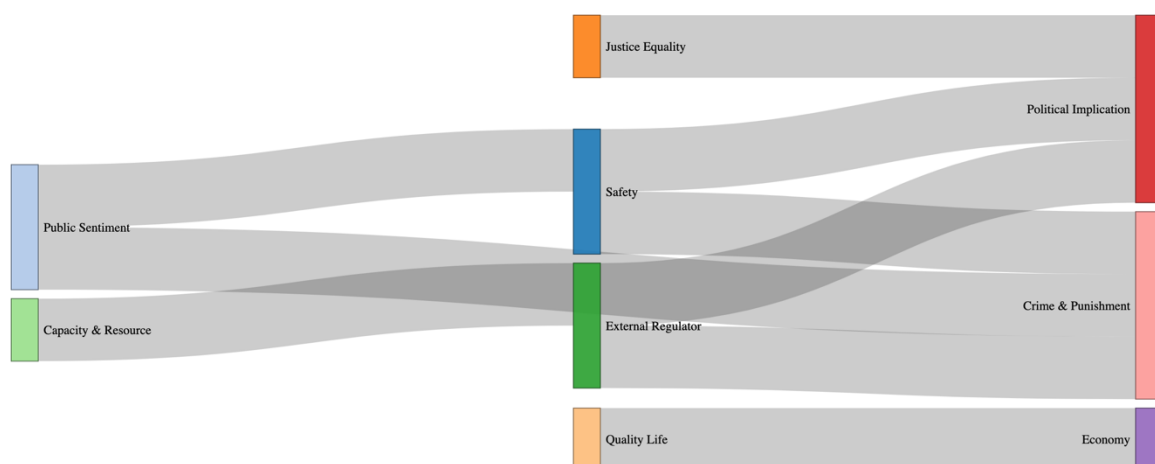 Justice Equality
Political Implication
Safety
Public Sentiment
Crime & Punishment
Capacity & Resource
External Regulator
Quality Life
Economy